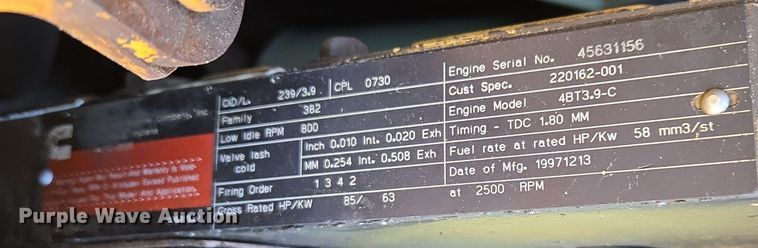 CID/L. 239/3.9 CPL 0730
Family 382
Low Idle RPM 800
Valve lash cold
Inch 0.010 Int. 0.020 Exh
MM 0.254 Int. 0.508 Exh
Firing Order 1 3 4 2
Gross Rated HP/KW 85/ 63
at 2500 RPM
Engine Serial No. 45631156
Cust Spec. 220162-001
Engine Model 4BT3.9-C
Timing - TDC 1.80 MM
Fuel rate at rated HP/Kw 58 mm3/st
Date of Mfg. 19971213
Purple Wave Auction